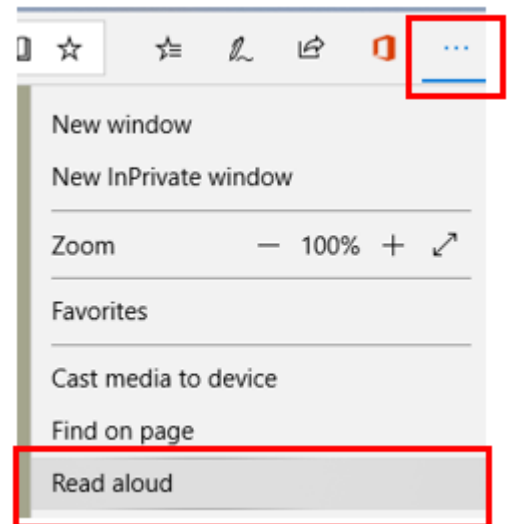 New window
New InPrivate window
Zoom — 100% +
Favorites
Cast media to device
Find on page
Read aloud